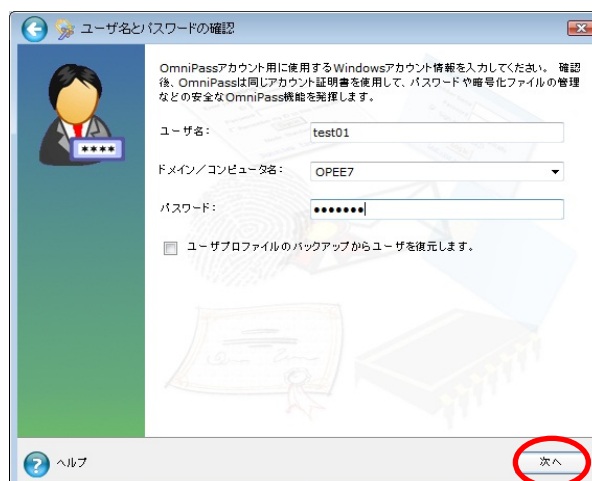 ユーザ名とパスワードの確認
OmniPassアカウント用に使用するWindowsアカウント情報を入力してください。 確認
後、OmniPassは同じアカウント証明書を使用して、パスワードや暗号化ファイルの管理
などの安全なOmniPass機能を発揮します。
ユーザ名： test01
ドメイン／コンピュータ名： OPEE7
パスワード： ●●●●●●●
****
ユーザプロファイルのバックアップからユーザを復元します。
ヘルプ
次へ